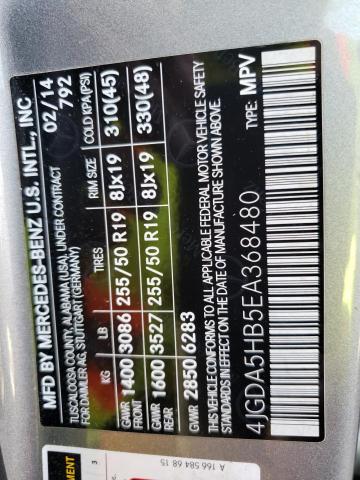 MFD BY MERCEDES-BENZ U.S. INTL., INC
TUSCALOOSA COUNTY, ALABAMA (USA), UNDER CONTRACT 02/14
FOR DAIMLER AG, STUTTGART (GERMANY) 792
KG LB TIRES RIM SIZE COLD KPA(PSI)
GAWR FRONT 1400 3086 255/50 R19 8Jx19 310(45)
GAWR REAR 1600 3527 255/50 R19 8Jx19 330(48)
GVWR 2850 6283
THIS VEHICLE CONFORMS TO ALL APPLICABLE FEDERAL MOTOR VEHICLE SAFETY
STANDARDS IN EFFECT ON THE DATE OF MANUFACTURE SHOWN ABOVE.
4JGDA5HB5EA368480 TYPE: MPV
A 166 584 68 15
3